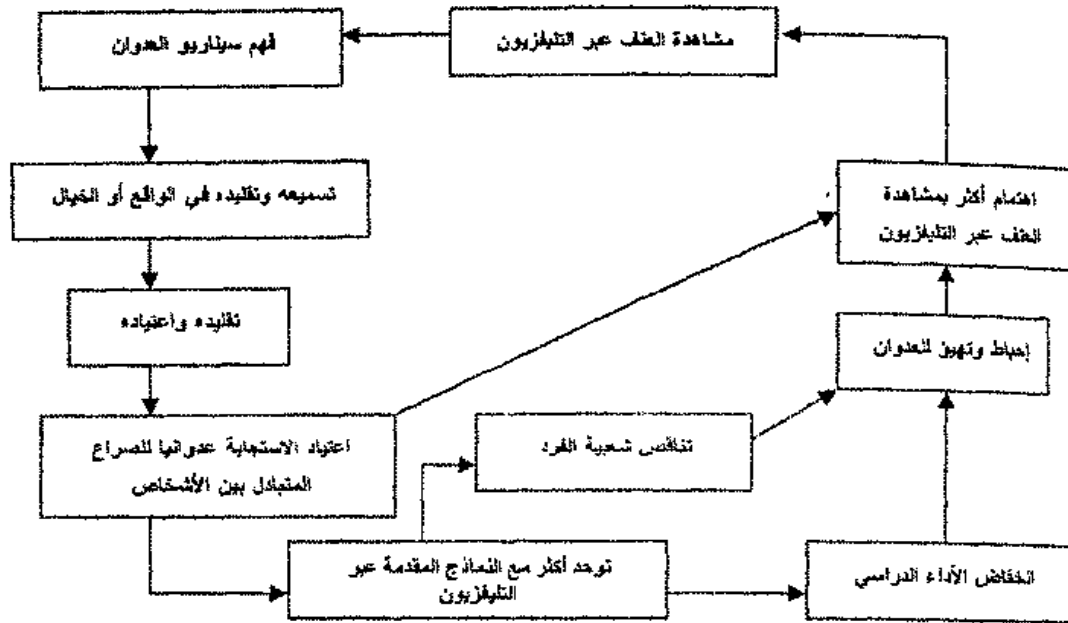 مشاهدة العنف عبر التليفزيون
فهم سيناريو العدوان
تسميعه وتقليده في الواقع أو الخيال
اهتمام أكثر بمشاهدة
العنف عبر التليفزيون
تقليده واعتياده
إحباط وتهيؤ للعدوان
اعتياد الاستجابة عدوانيا للصراع
المتبادل بين الأشخاص
تناقص شعبية الفرد
توحد أكثر مع النماذج المقدمة عبر
التليفزيون
انخفاض الأداء الدراسي